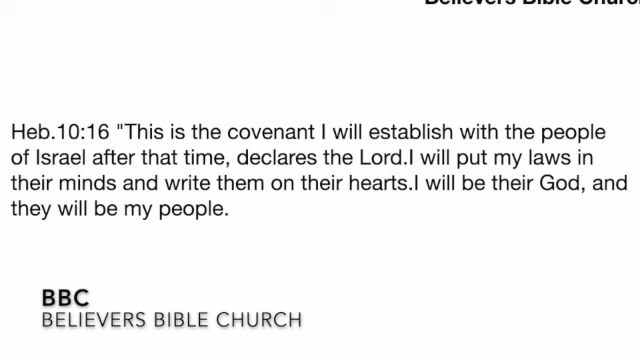 Believers Bible Church
Heb.10:16 "This is the covenant I will establish with the people
of Israel after that time, declares the Lord.I will put my laws in
their minds and write them on their hearts.I will be their God, and
they will be my people.
BBC
BELIEVERS BIBLE CHURCH